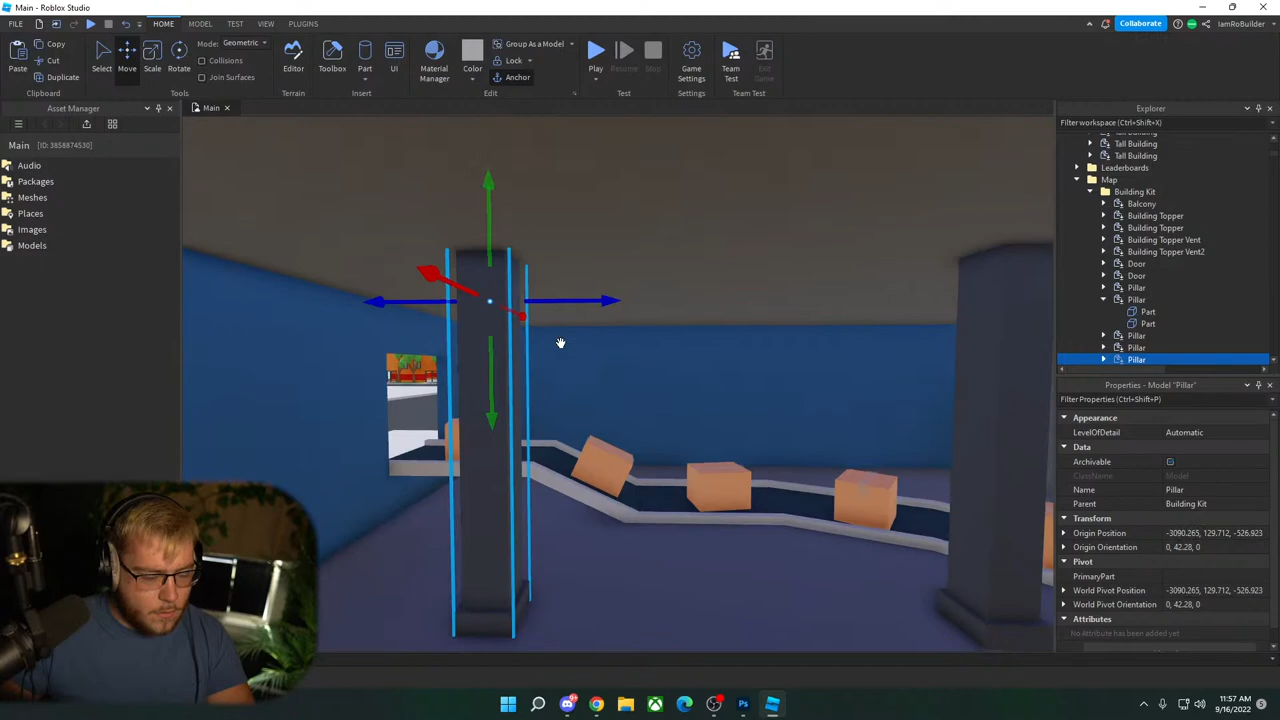 Main - Roblox Studio
FILE
HOME MODEL TEST VIEW PLUGINS
Collaborate
IamRoBuilder
Paste
Copy
Cut
Duplicate
Clipboard
Select
Move
Scale
Rotate
Mode: Geometric
Collisions
Join Surfaces
Tools
Editor
Terrain
Toolbox
Part
UI
Insert
Material
Manager
Color
Group As a Model
Lock
Anchor
Edit
Play
Resume
Stop
Test
Game
Settings
Settings
Team
Test
Exit
Game
Team Test
Asset Manager
Main [ID: 3858874530]
Audio
Packages
Meshes
Places
Images
Models
Main
Explorer
Filter workspace (Ctrl+Shift+X)
Tall Building
Tall Building
Tall Building
Leaderboards
Map
Building Kit
Balcony
Building Topper
Building Topper
Building Topper Vent
Building Topper Vent2
Door
Door
Pillar
Pillar
Part
Part
Pillar
Pillar
Pillar
Properties - Model "Pillar"
Filter Properties (Ctrl+Shift+P)
Appearance
LevelOfDetail Automatic
Data
Archivable
ClassName Model
Name Pillar
Parent Building Kit
Transform
Origin Position -3090.265, 129.712, -526.923
Origin Orientation 0, 42.28, 0
Pivot
PrimaryPart
World Pivot Position -3090.265, 129.712, -526.923
World Pivot Orientation 0, 42.28, 0
Attributes
No Attribute has been added yet
11:57 AM
9/16/2022